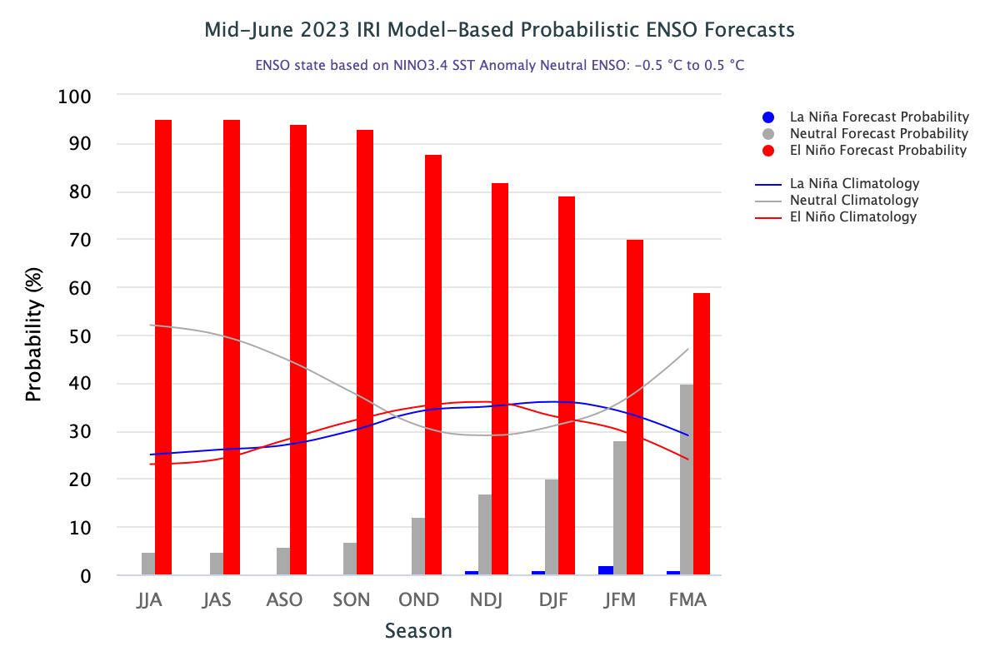 Mid-June 2023 IRI Model-Based Probabilistic ENSO Forecasts
ENSO state based on NINO3.4 SST Anomaly Neutral ENSO: -0.5 °C to 0.5 °C
100
90
80
70
60
50
40
30
20
10
0
Probability (%)
JJA JAS ASO SON OND NDJ DJF JFM FMA
Season
La Niña Forecast Probability
Neutral Forecast Probability
El Niño Forecast Probability
La Niña Climatology
Neutral Climatology
El Niño Climatology